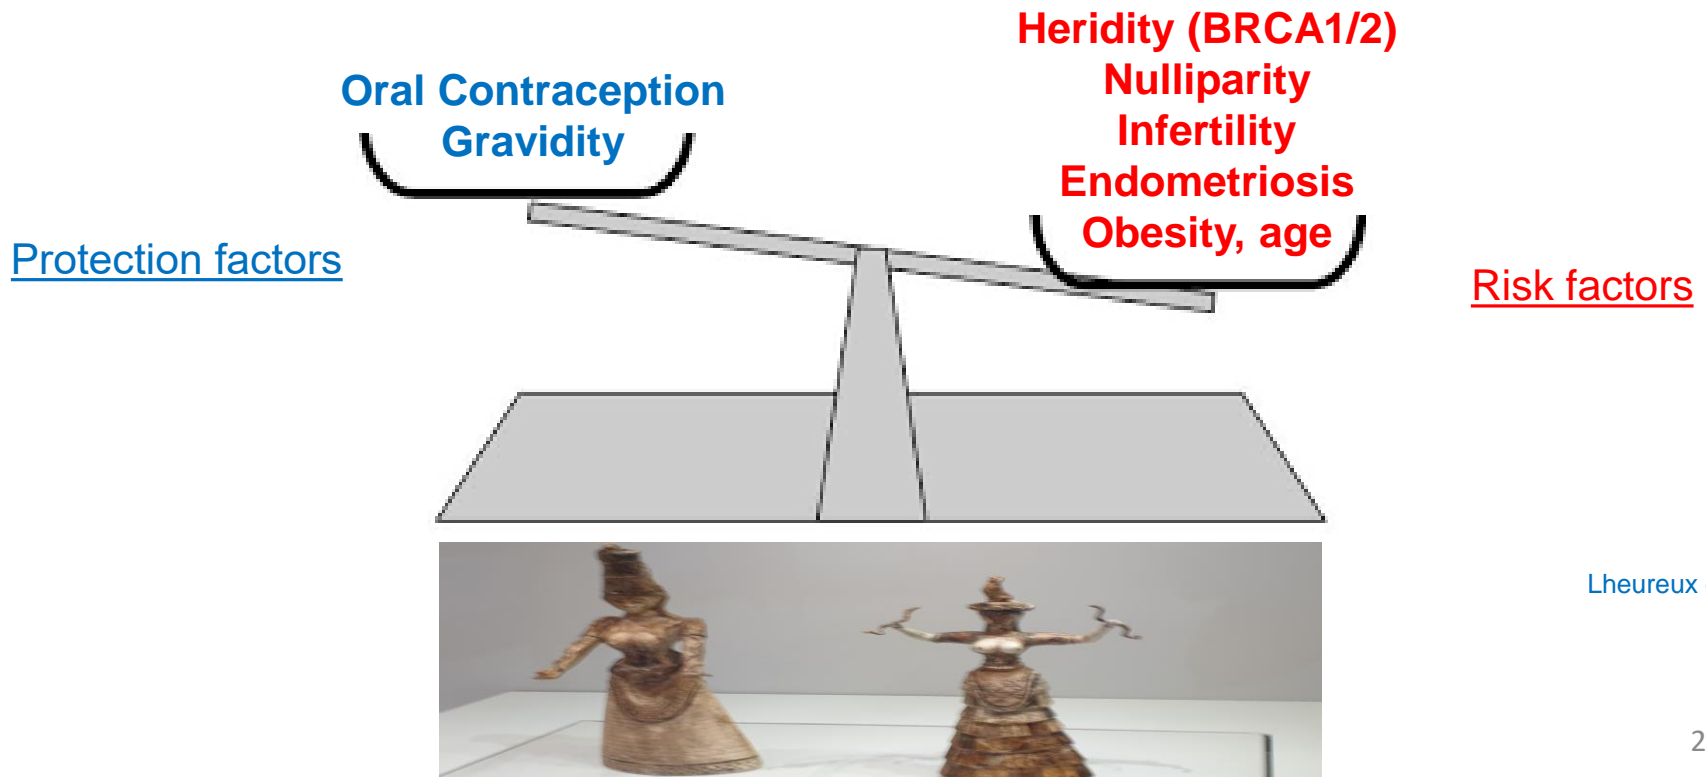 Oral Contraception
Gravidity
Heridity (BRCA1/2)
Nulliparity
Infertility
Endometriosis
Obesity, age
Protection factors
Risk factors
Lheureux
2